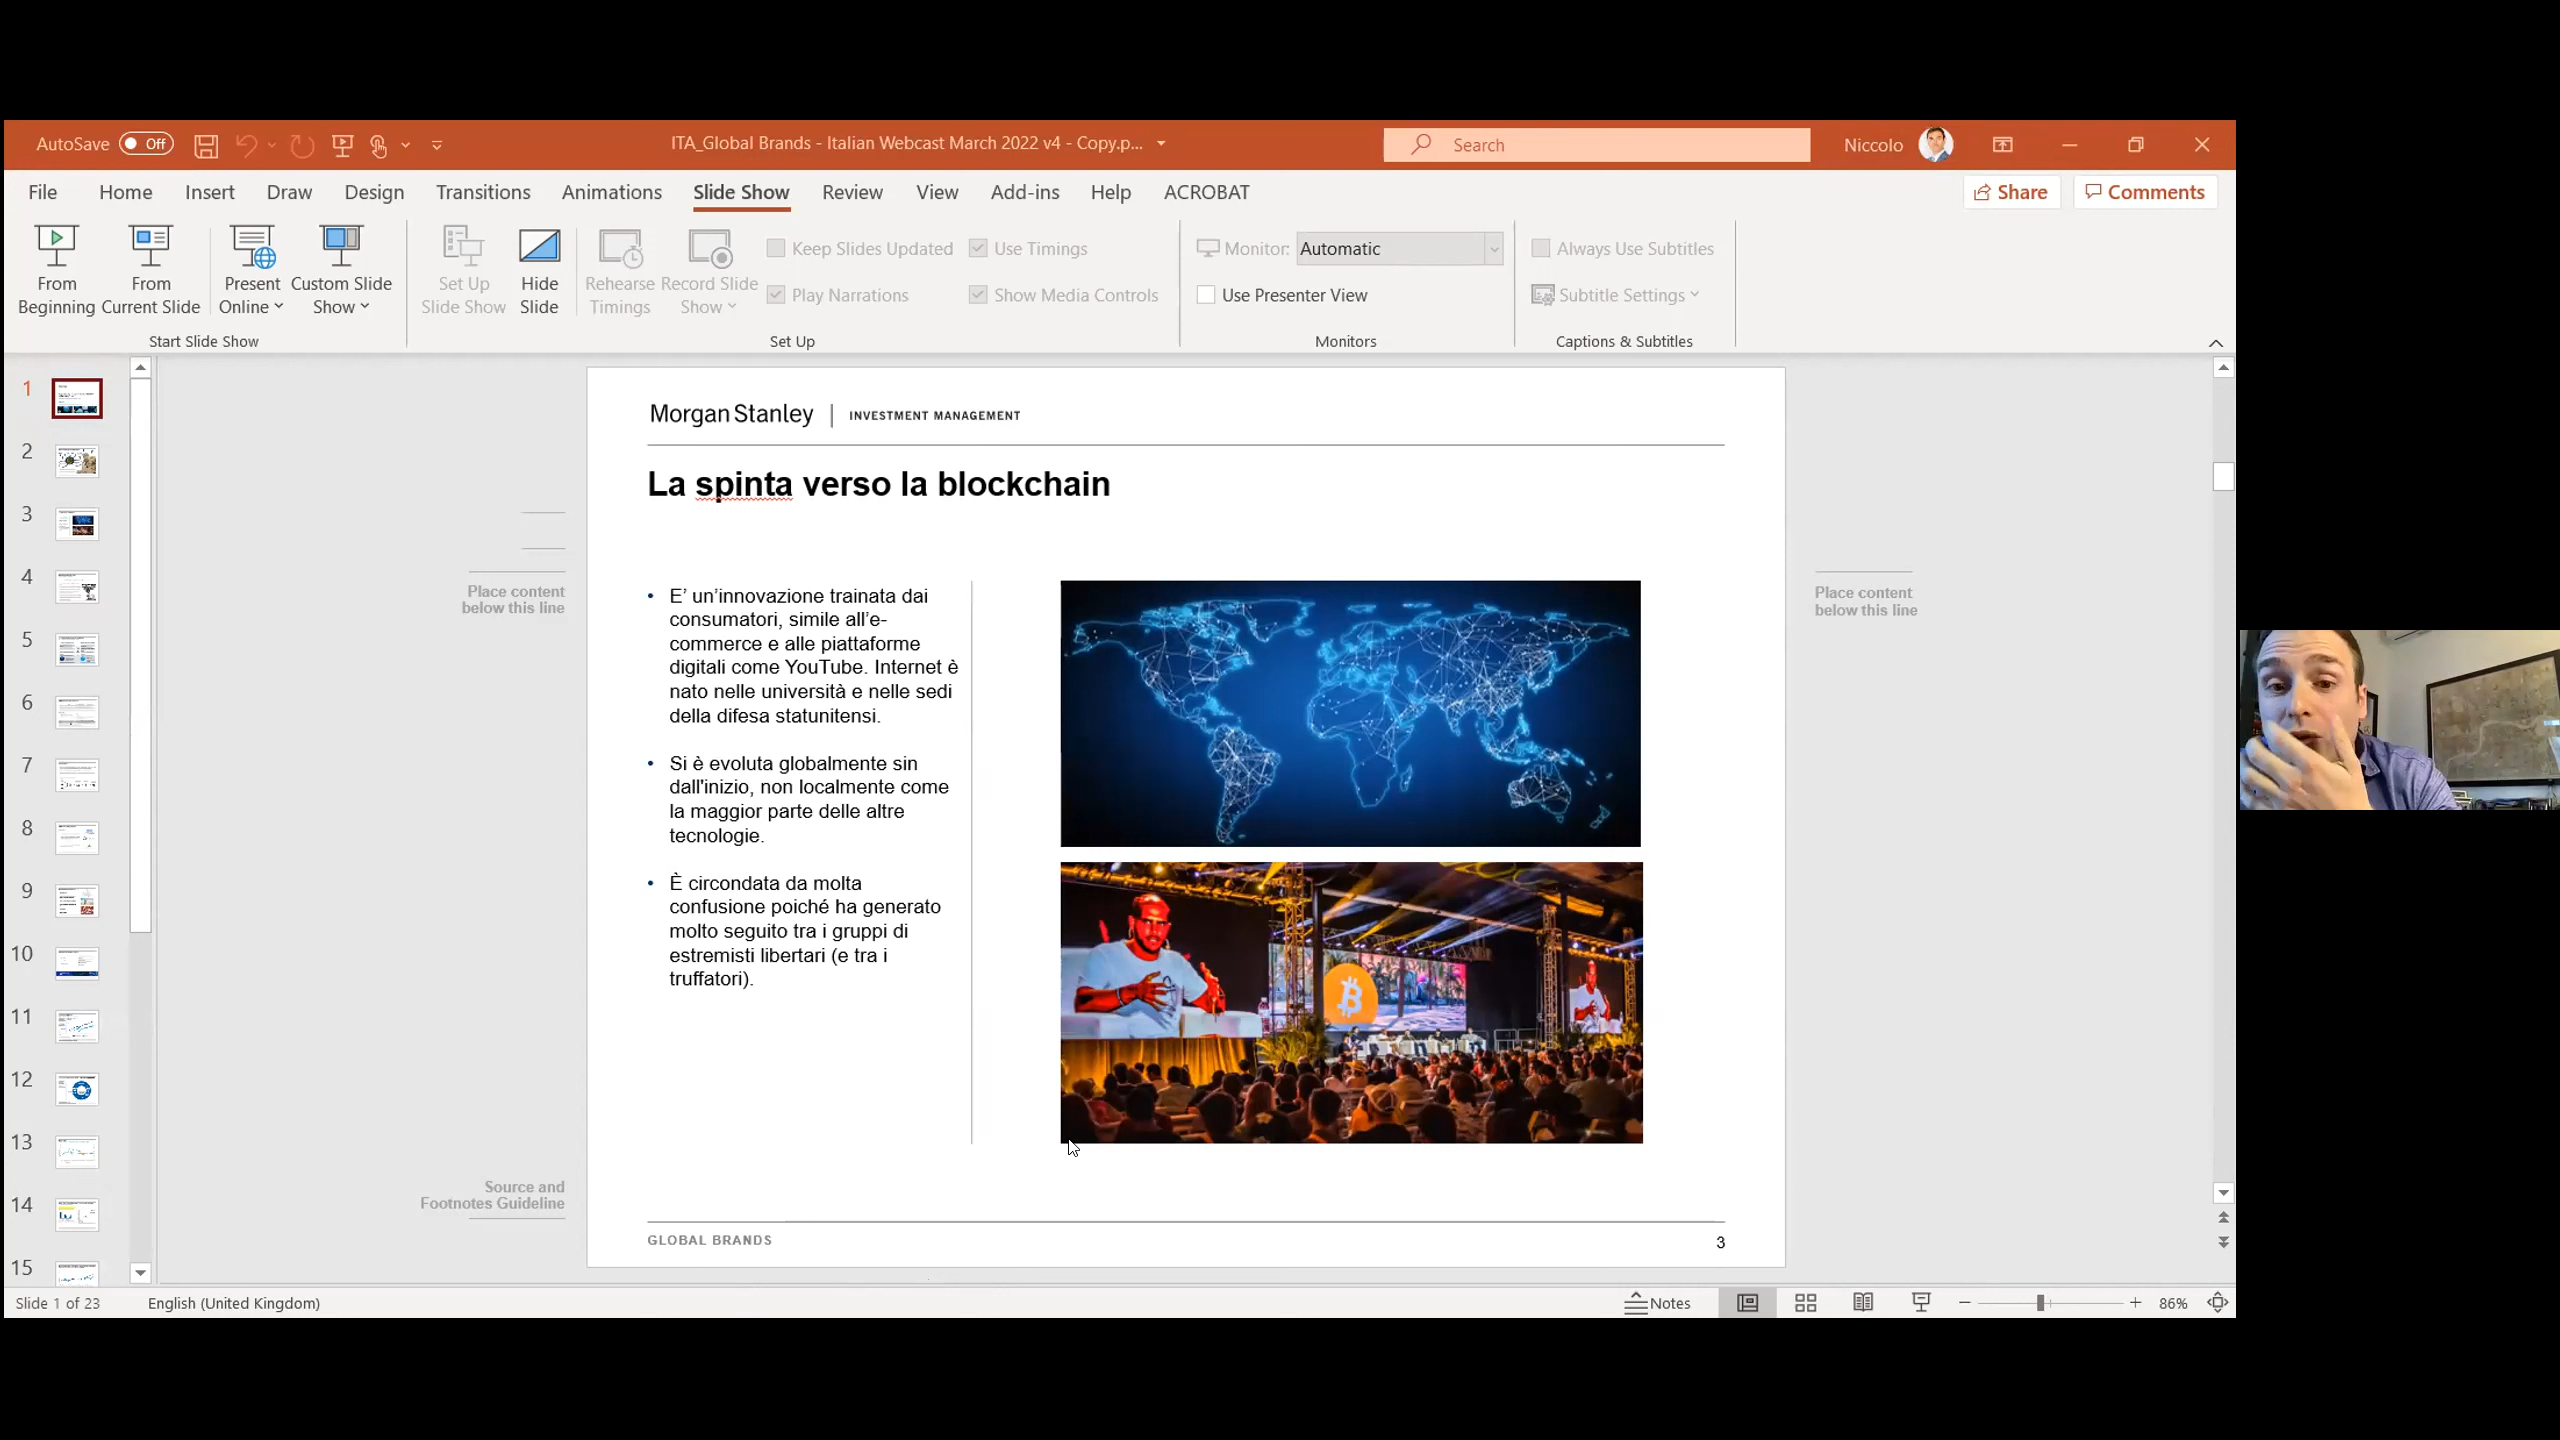 AutoSave Off
ITA_Global Brands - Italian Webcast March 2022 v4 - Copy.p...
Search
Niccolo
File Home Insert Draw Design Transitions Animations Slide Show Review View Add-ins Help ACROBAT
Share Comments
From Beginning
From Current Slide
Present Online
Custom Slide Show
Set Up Slide Show
Hide Slide
Rehearse Timings
Record Slide Show
Keep Slides Updated
Play Narrations
Use Timings
Show Media Controls
Monitor: Automatic
Use Presenter View
Always Use Subtitles
Subtitle Settings
Start Slide Show
Set Up
Monitors
Captions & Subtitles
1
2
3
4
5
6
7
8
9
10
11
12
13
14
15
Place content
below this line
Source and
Footnotes Guideline
Morgan Stanley | INVESTMENT MANAGEMENT
La spinta verso la blockchain
• E’ un’innovazione trainata dai
consumatori, simile all’e-
commerce e alle piattaforme
digitali come YouTube. Internet è
nato nelle università e nelle sedi
della difesa statunitensi.
• Si è evoluta globalmente sin
dall'inizio, non localmente come
la maggior parte delle altre
tecnologie.
• È circondata da molta
confusione poiché ha generato
molto seguito tra i gruppi di
estremisti libertari (e tra i
truffatori).
GLOBAL BRANDS
3
Place content
below this line
Slide 1 of 23
English (United Kingdom)
Notes
86%